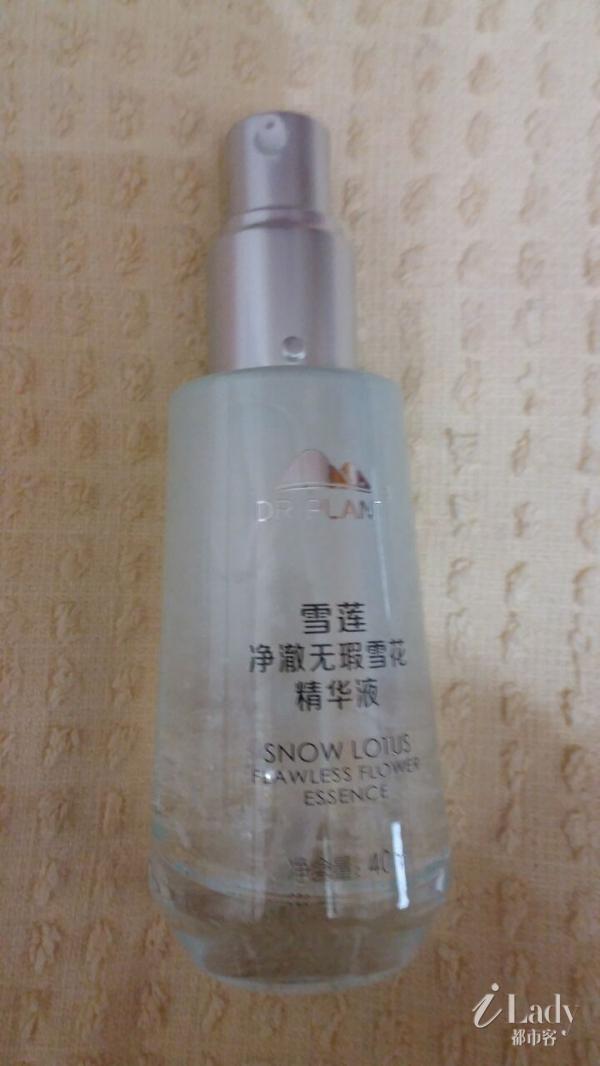 DR PLANT
雪莲
净澈无瑕雪花
精华液
SNOW LOTUS
FLAWLESS FLOWER
ESSENCE
净含量: 40
iLady
都市客